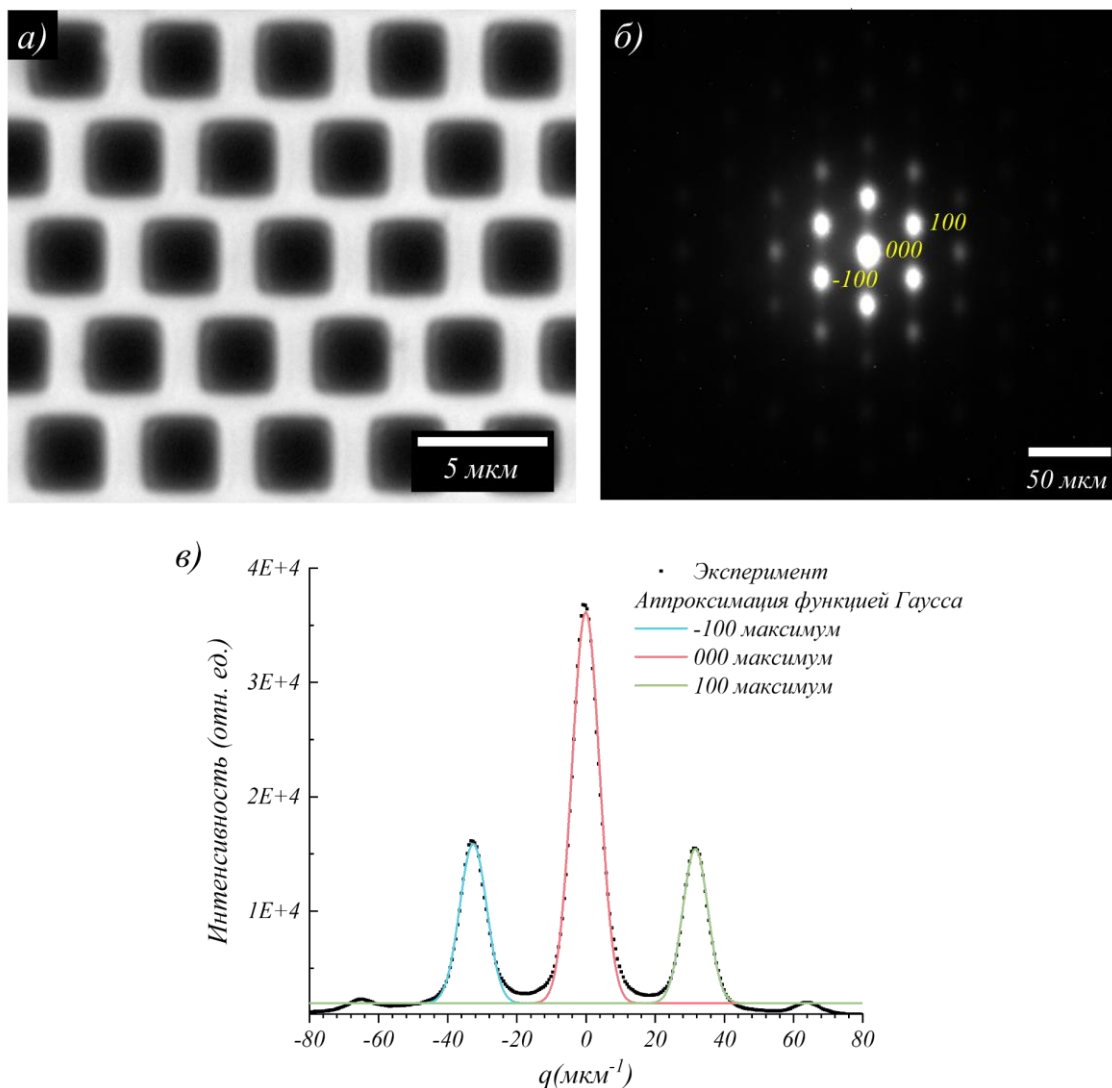 а)
5 мкм
б)
100
000
-100
50 мкм
в)
4E+4
3E+4
2E+4
1E+4
Интенсивность (отн. ед.)
Эксперимент
Аппроксимация функцией Гаусса
-100 максимум
000 максимум
100 максимум
-80 -60 -40 -20 0 20 40 60 80
q(мкм⁻¹)